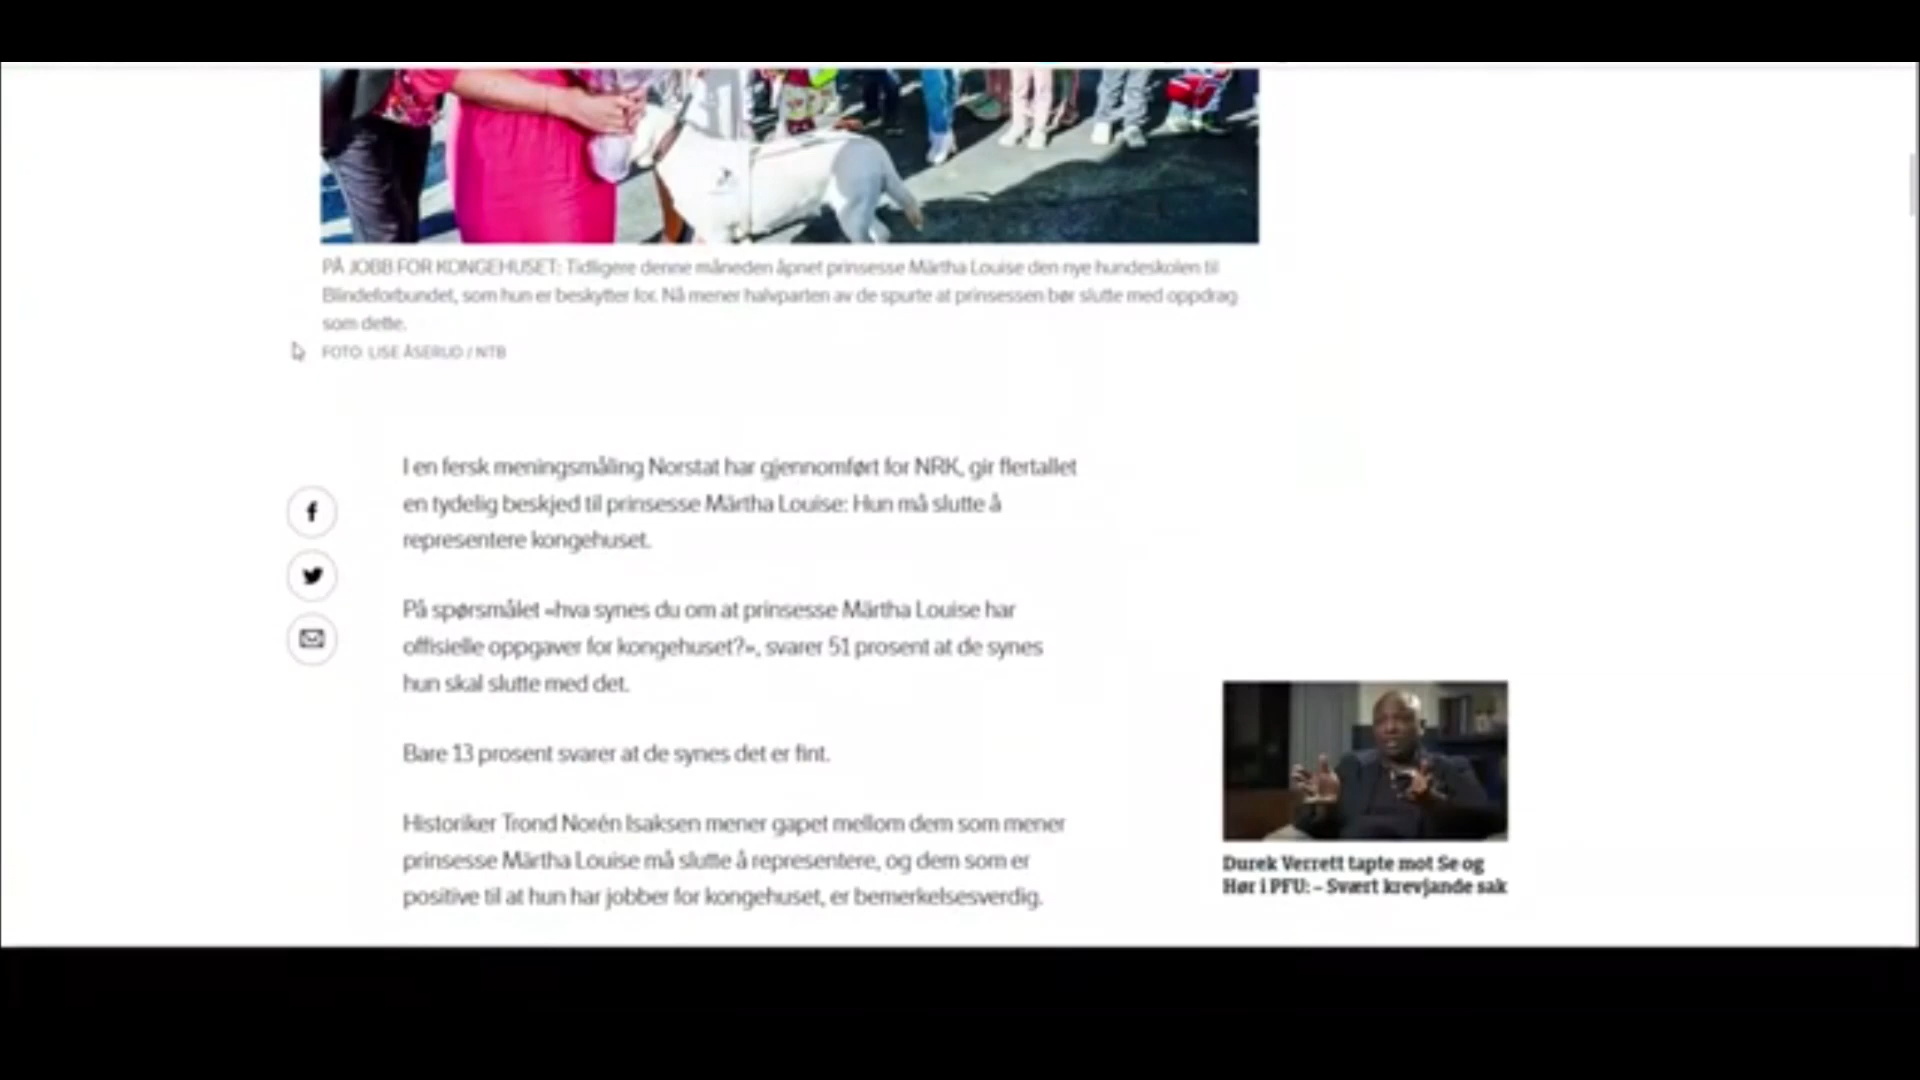 PÅ JOBB FOR KONGEHUSET: Tidligere denne måneden åpnet prinsesse Märtha Louise den nye hundeskolen til
Blindeforbundet, som hun er beskytter for. Nå mener halvparten av de spurte at prinsessen bør slutte med oppdrag
som dette.
FOTO: LISE ÅSERUD / NTB
I en fersk meningsmåling Norstat har gjennomført for NRK, gir flertallet
en tydelig beskjed til prinsesse Märtha Louise: Hun må slutte å
representere kongehuset.
På spørsmålet «hva synes du om at prinsesse Märtha Louise har
offisielle oppgaver for kongehuset?», svarer 51 prosent at de synes
hun skal slutte med det.
Bare 13 prosent svarer at de synes det er fint.
Historiker Trond Norén Isaksen mener gapet mellom dem som mener
prinsesse Märtha Louise må slutte å representere, og dem som er
positive til at hun har jobber for kongehuset, er bemerkelsesverdig.
Durek Verrett tapte mot Se og
Hør i PFU: – Svært krevjande sak